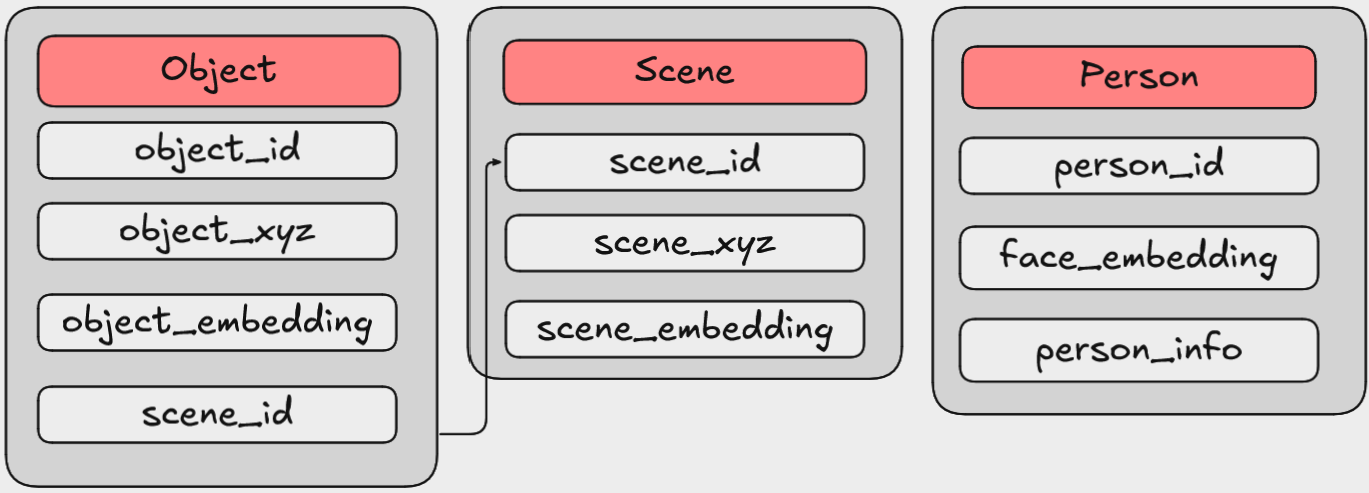 Object
object_id
object_xyz
object_embedding
scene_id
Scene
scene_id
scene_xyz
scene_embedding
Person
person_id
face_embedding
person_info